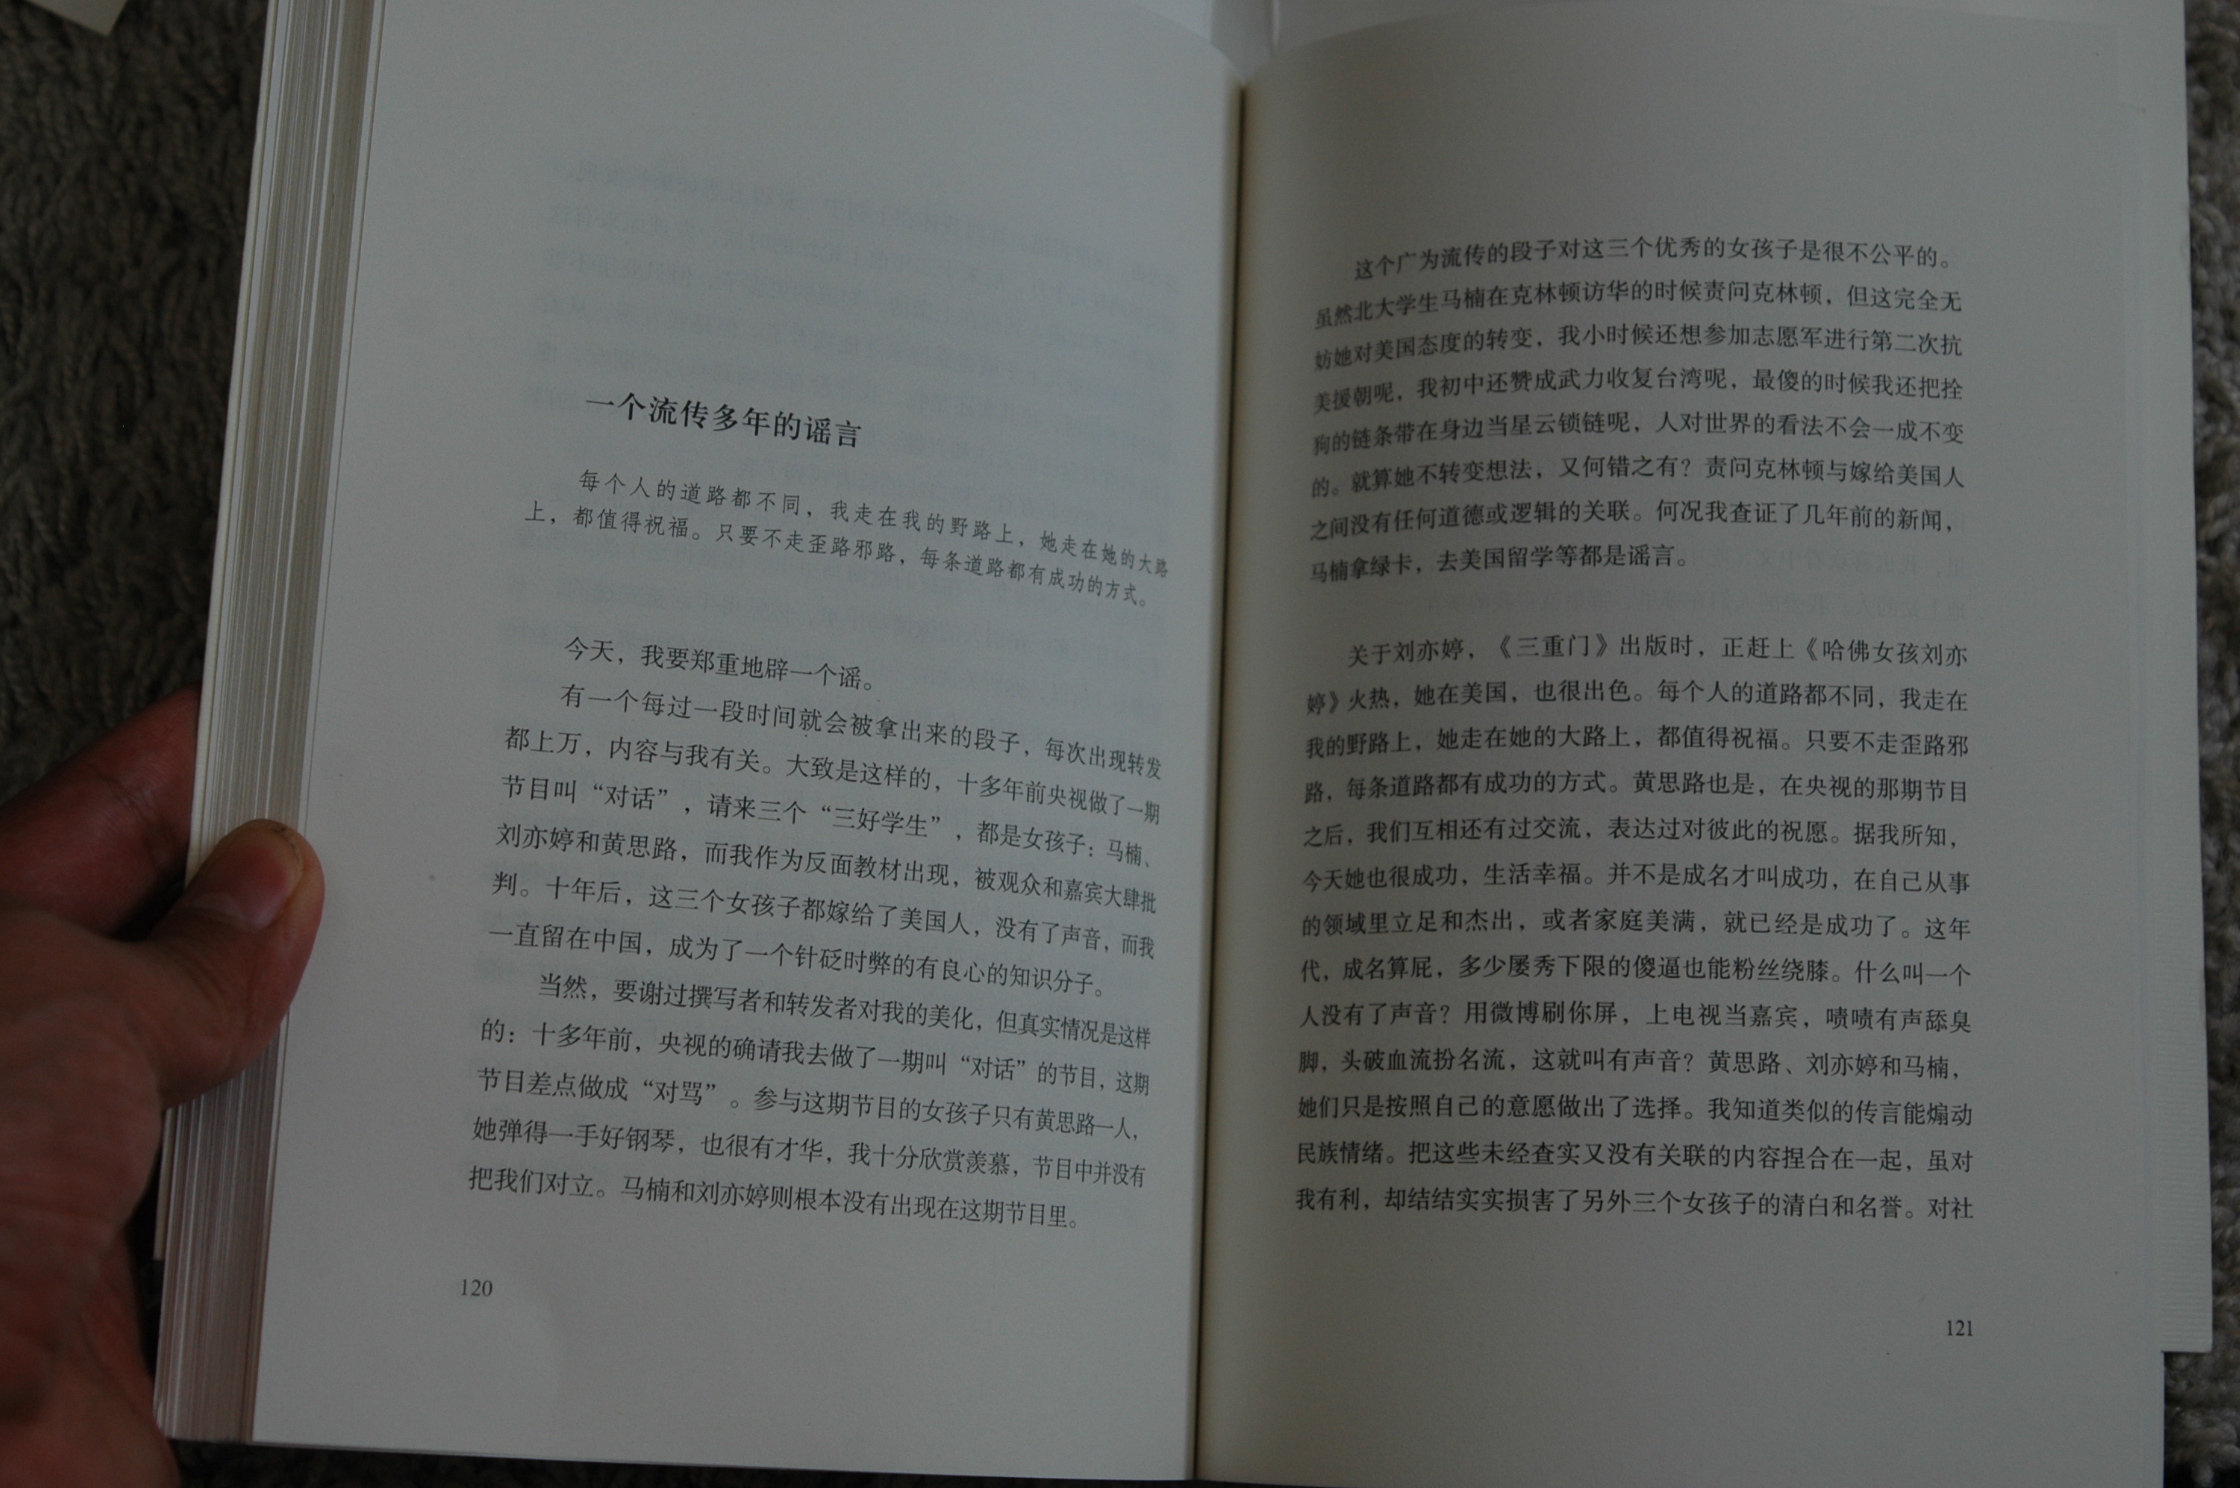 一个流传多年的谣言
每个人的道路都不同，我走在我的野路上，她走在她的大路
上，都值得祝福。只要不走歪路邪路，每条道路都有成功的方式。
今天，我要郑重地辟一个谣。
有一个每过一段时间就会被拿出来的段子，每次出现转发
都上万，内容与我有关。大致是这样的，十多年前央视做了一期
节目叫“对话”，请来三个“三好学生”，都是女孩子：马楠、
刘亦婷和黄思路，而我作为反面教材出现，被观众和嘉宾大肆批
判。十年后，这三个女孩子都嫁给了美国人，没有了声音，而我
一直留在中国，成为了一个针砭时弊的有良心的知识分子。
当然，要谢过撰写者和转发者对我的美化，但真实情况是这样
的：十多年前，央视的确请我去做了一期叫“对话”的节目，这期
节目差点做成“对骂”。参与这期节目的女孩子只有黄思路一人，
她弹得一手好钢琴，也很有才华，我十分欣赏羡慕，节目中并没有
把我们对立。马楠和刘亦婷则根本没有出现在这期节目里。
120
这个广为流传的段子对这三个优秀的女孩子是很不公平的。
虽然北大学生马楠在克林顿访华的时候责问克林顿，但这完全无
妨她对美国态度的转变，我小时候还想参加志愿军进行第二次抗
美援朝呢，我初中还赞成武力收复台湾呢，最傻的时候我还把拴
狗的链条带在身边当星云锁链呢，人对世界的看法不会一成不变
的。就算她不转变想法，又何错之有？责问克林顿与嫁给美国人
之间没有任何道德或逻辑的关联。何况我查证了几年前的新闻，
马楠拿绿卡，去美国留学等都是谣言。
关于刘亦婷，《三重门》出版时，正赶上《哈佛女孩刘亦
婷》火热，她在美国，也很出色。每个人的道路都不同，我走在
我的野路上，她走在她的大路上，都值得祝福。只要不走歪路邪
路，每条道路都有成功的方式。黄思路也是，在央视的那期节目
之后，我们互相还有过交流，表达过对彼此的祝愿。据我所知，
今天她也很成功，生活幸福。并不是成名才叫成功，在自己从事
的领域里立足和杰出，或者家庭美满，就已经是成功了。这年
代，成名算屁，多少屡秀下限的傻逼也能粉丝绕膝。什么叫一个
人没有了声音？用微博刷你屏，上电视当嘉宾，啧啧有声舔臭
脚，头破血流扮名流，这就叫有声音？黄思路、刘亦婷和马楠，
她们只是按照自己的意愿做出了选择。我知道类似的传言能煽动
民族情绪。把这些未经查实又没有关联的内容捏合在一起，虽对
我有利，却结结实实损害了另外三个女孩子的清白和名誉。对社
121